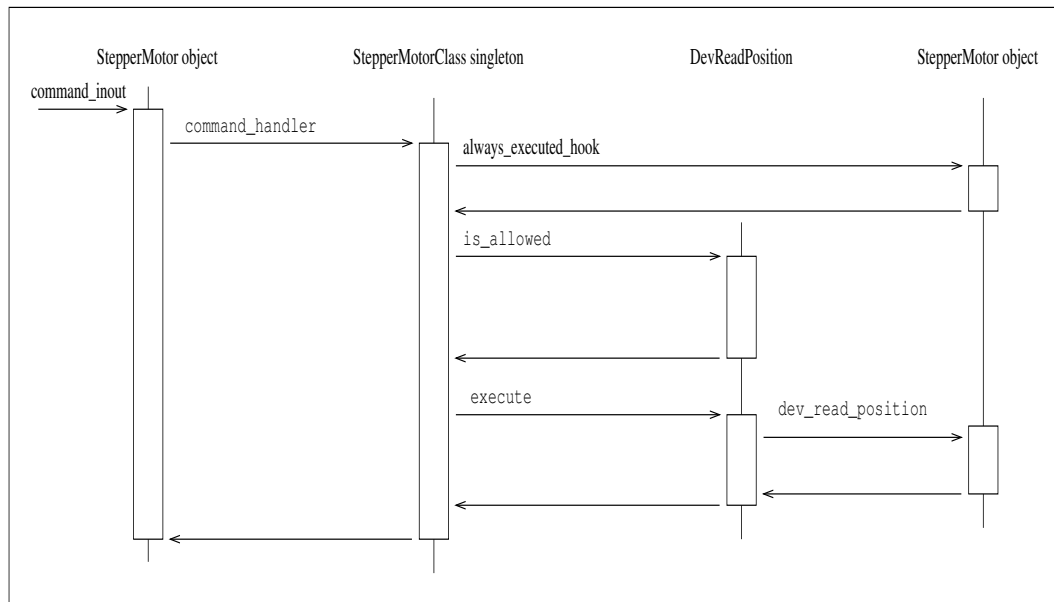 StepperMotor object
StepperMotorClass singleton
DevReadPosition
StepperMotor object
command_inout
command_handler
always_executed_hook
is_allowed
execute
dev_read_position